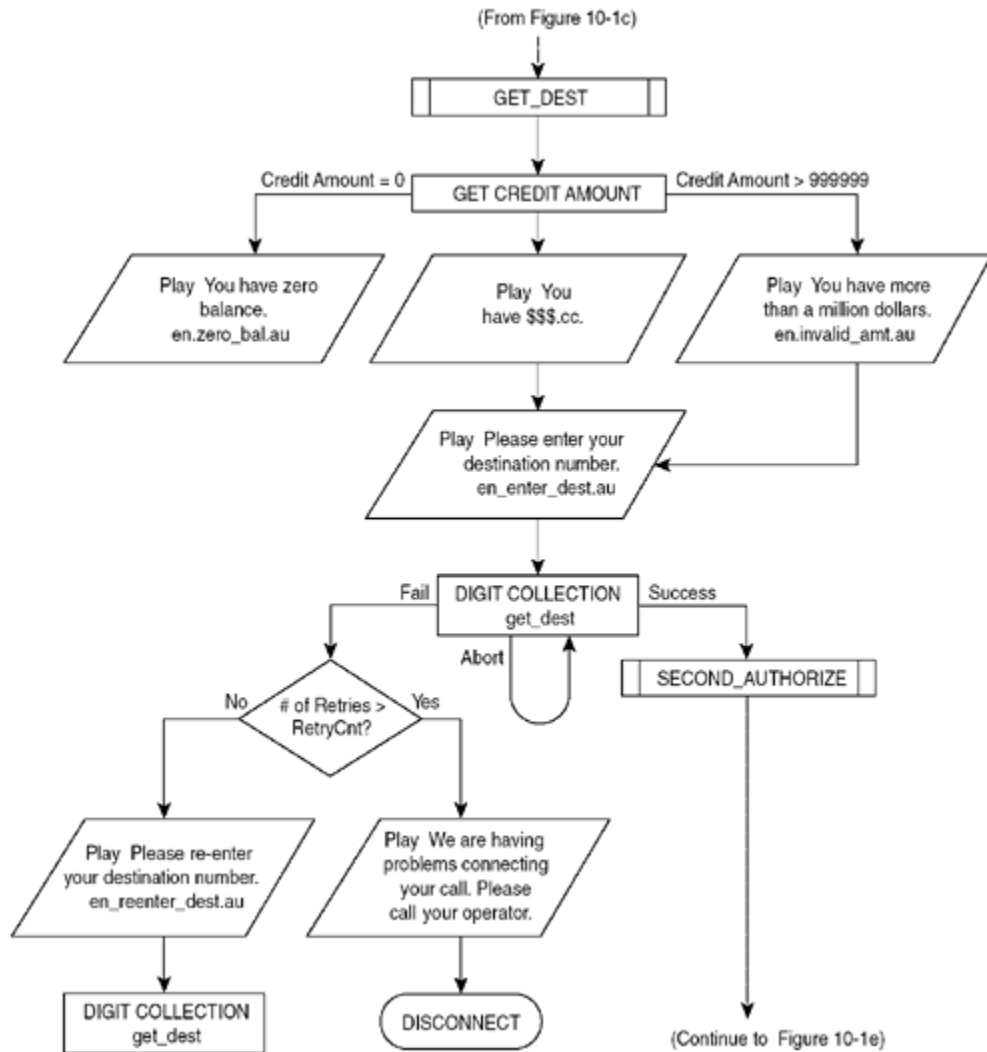 (From Figure 10-1c)
GET_DEST
Credit Amount = 0
GET CREDIT AMOUNT
Credit Amount > 999999
Play You have zero
balance.
en.zero_bal.au
Play You
have $$$.cc.
Play You have more
than a million dollars.
en.invalid_amt.au
Play Please enter your
destination number.
en_enter_dest.au
Fail
DIGIT COLLECTION
get_dest
Success
Abort
SECOND_AUTHORIZE
No
# of Retries >
RetryCnt?
Yes
Play Please re-enter
your destination number.
en_reenter_dest.au
Play We are having
problems connecting
your call. Please
call your operator.
DIGIT COLLECTION
get_dest
DISCONNECT
(Continue to Figure 10-1e)